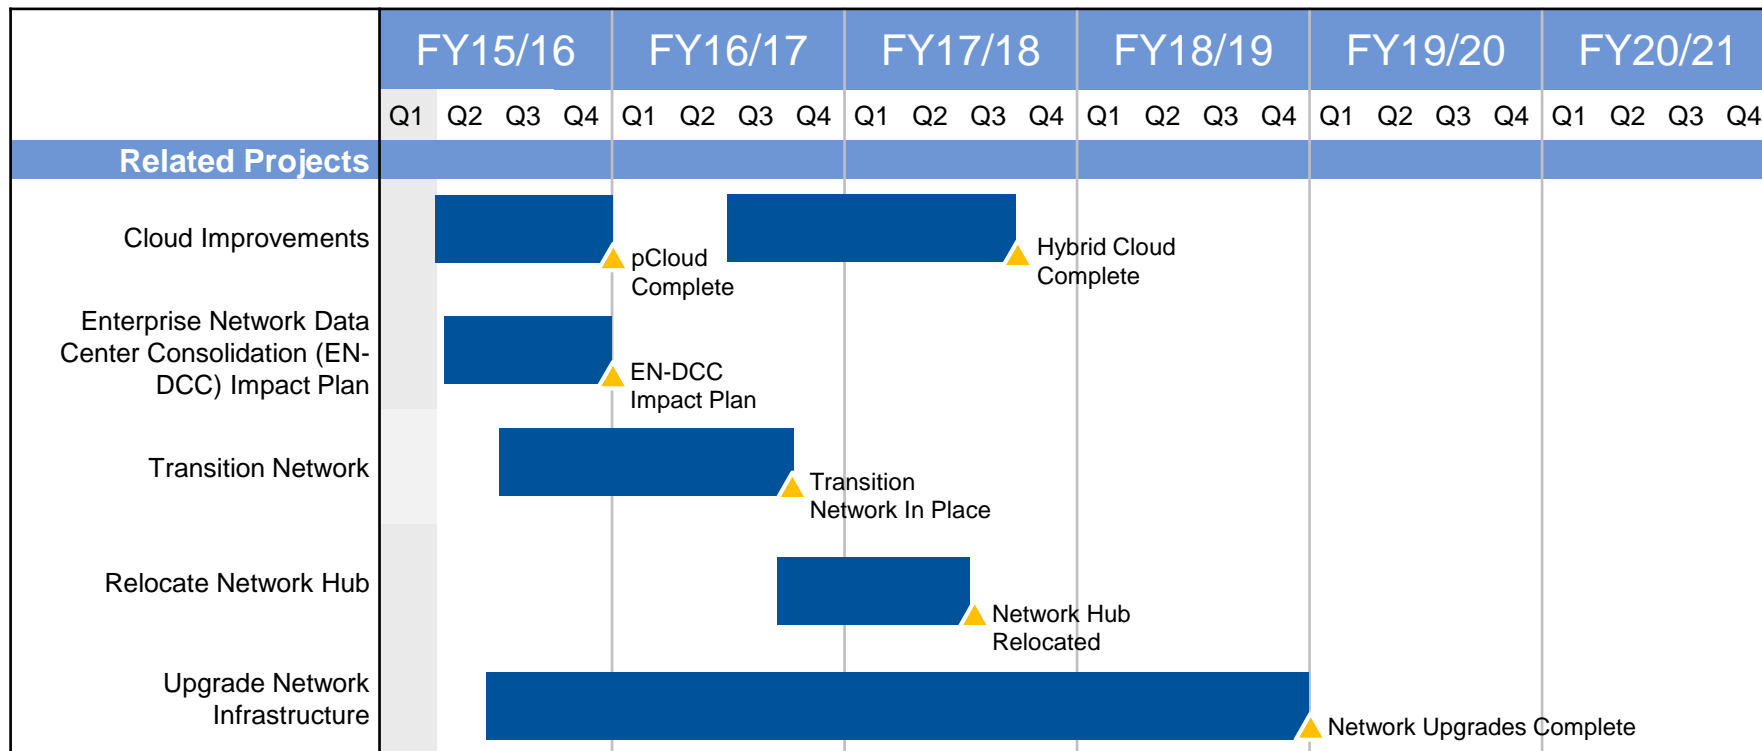 FY15/16 FY16/17 FY17/18 FY18/19 FY19/20 FY20/21
Q1 Q2 Q3 Q4 Q1 Q2 Q3 Q4 Q1 Q2 Q3 Q4 Q1 Q2 Q3 Q4 Q1 Q2 Q3 Q4 Q1 Q2 Q3 Q4
Related Projects
Cloud Improvements
pCloud
Complete
Hybrid Cloud
Complete
Enterprise Network Data
Center Consolidation (EN-
DCC) Impact Plan
EN-DCC
Impact Plan
Transition Network
Transition
Network In Place
Relocate Network Hub
Network Hub
Relocated
Upgrade Network
Infrastructure
Network Upgrades Complete